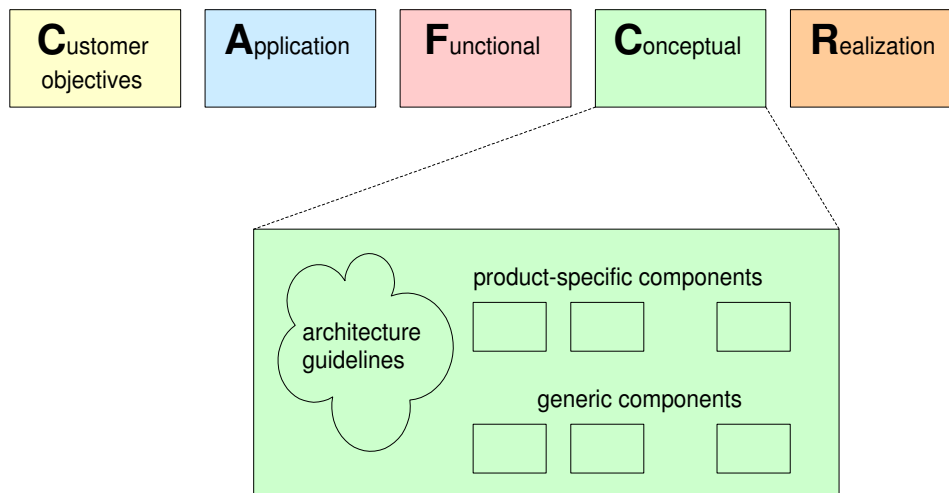 Customer
objectives
Application
Functional
Conceptual
Realization
product-specific components
architecture
guidelines
generic components